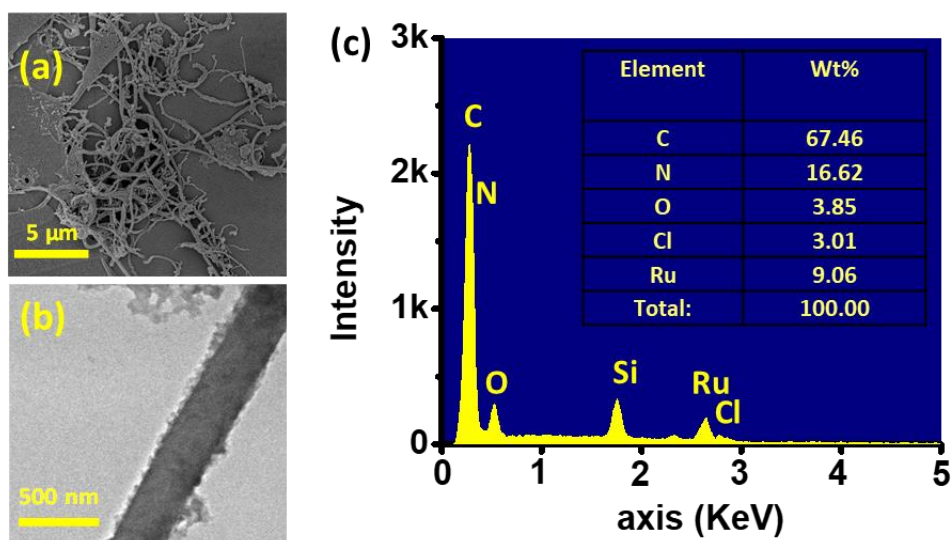 (a)
5 µm
(b)
500 nm
(c)
3k
2k
1k
0
Intensity
C
N
O
Si
Ru
Cl
0 1 2 3 4 5
axis (KeV)
Element Wt%
C 67.46
N 16.62
O 3.85
Cl 3.01
Ru 9.06
Total: 100.00